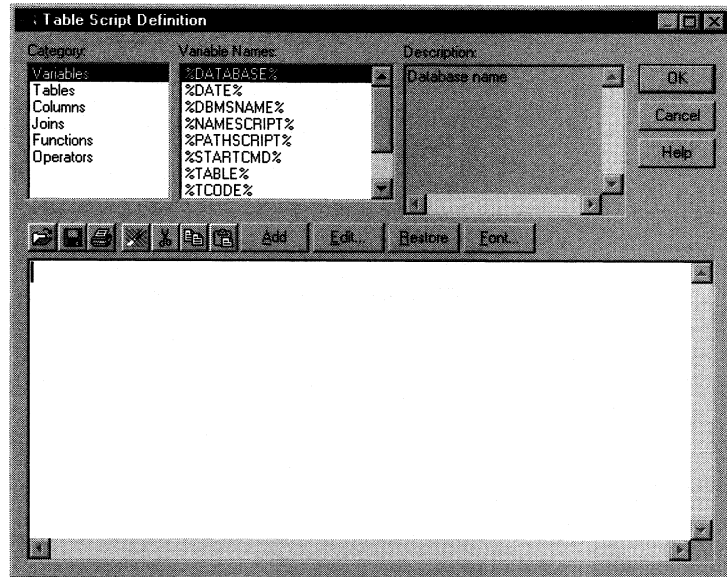 Table Script Definition
Category:
Variables
Tables
Columns
Joins
Functions
Operators
Variable Names:
%DATABASE%
%DATE%
%DBMSNAME%
%NAMESCRIPT%
%PATHSCRIPT%
%STARTCMD%
%TABLE%
%TCODE%
Description:
Database name
OK
Cancel
Help
Add
Edit...
Restore
Font...